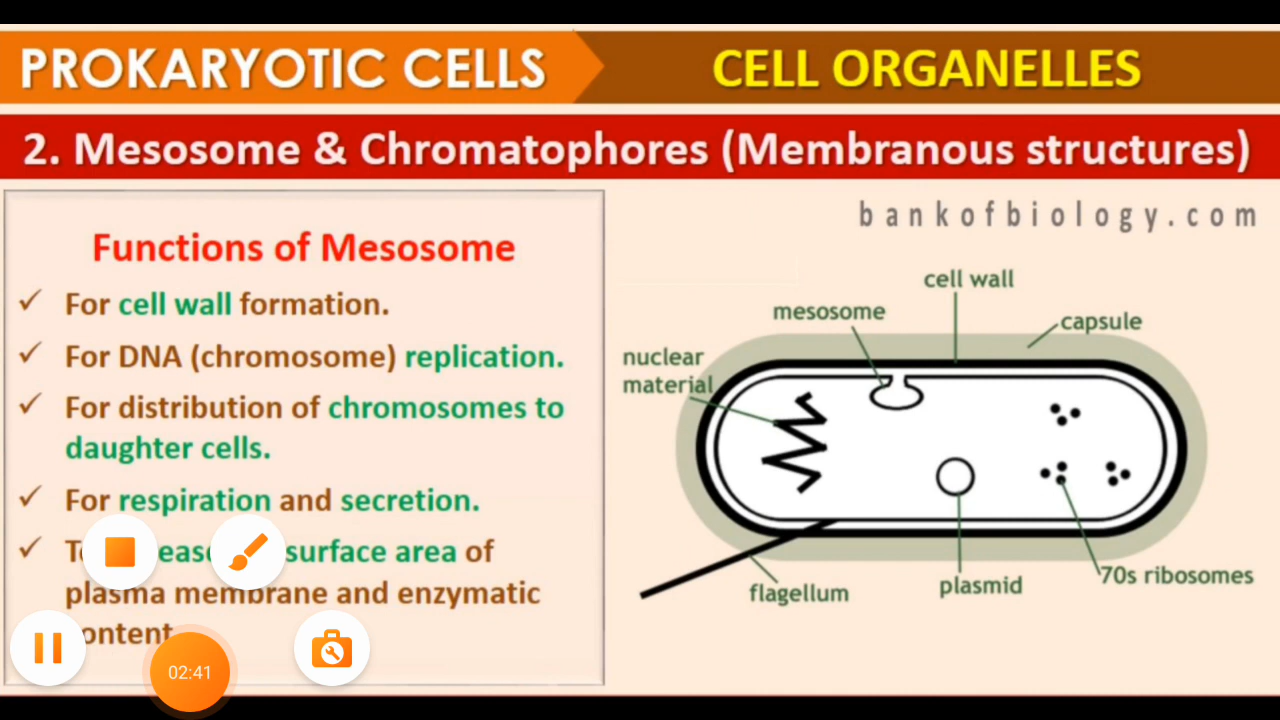 PROKARYOTIC CELLS
CELL ORGANELLES
2. Mesosome & Chromatophores (Membranous structures)
bankofbiology.com
Functions of Mesosome
✓ For cell wall formation.
✓ For DNA (chromosome) replication.
✓ For distribution of chromosomes to
daughter cells.
✓ For respiration and secretion.
✓ surface area of
plasma membrane and enzymatic
cell wall
mesosome
capsule
nuclear
material
flagellum
plasmid
70s ribosomes
02:41